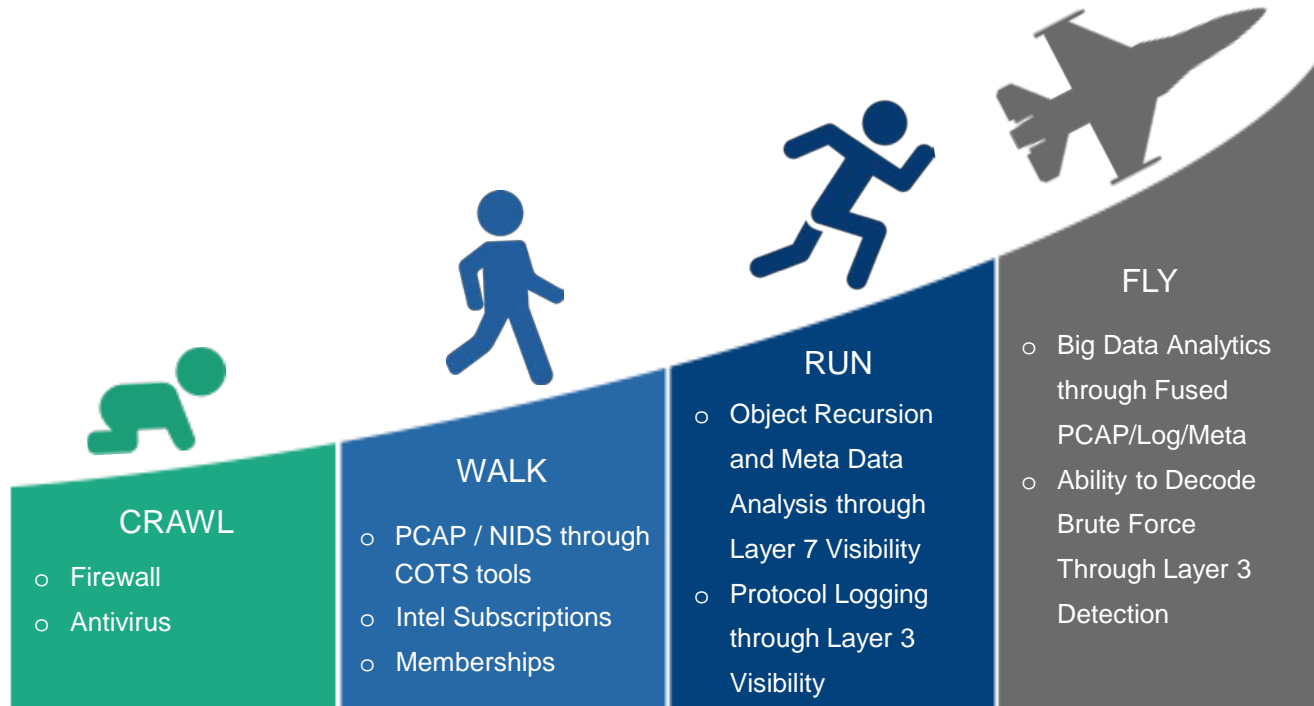 CRAWL
o Firewall
o Antivirus
WALK
o PCAP / NIDS through
COTS tools
o Intel Subscriptions
o Memberships
RUN
o Object Recursion
and Meta Data
Analysis through
Layer 7 Visibility
o Protocol Logging
through Layer 3
Visibility
FLY
o Big Data Analytics
through Fused
PCAP/Log/Meta
o Ability to Decode
Brute Force
Through Layer 3
Detection